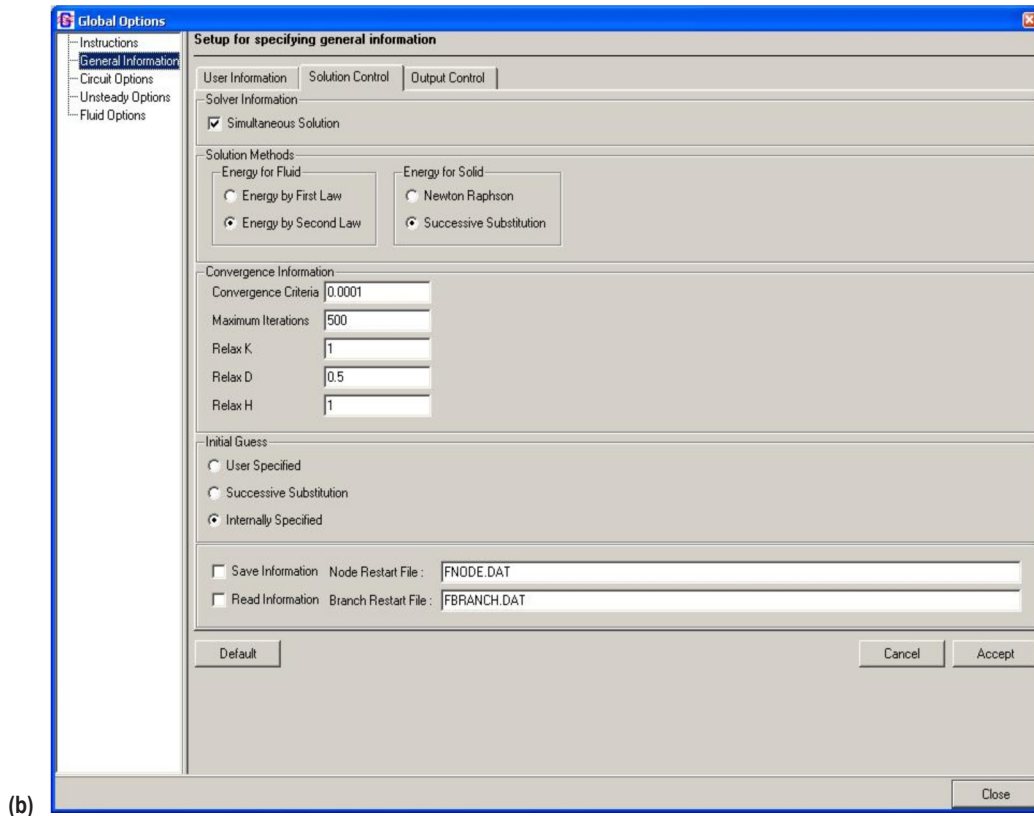 Global Options
Instructions
General Information
Circuit Options
Unsteady Options
Fluid Options
Setup for specifying general information
User Information Solution Control Output Control
Solver Information
Simultaneous Solution
Solution Methods
Energy for Fluid
Energy by First Law
Energy by Second Law
Energy for Solid
Newton Raphson
Successive Substitution
Convergence Information
Convergence Criteria 0.0001
Maximum Iterations 500
Relax K 1
Relax D 0.5
Relax H 1
Initial Guess
User Specified
Successive Substitution
Internally Specified
Save Information Node Restart File : FNODE.DAT
Read Information Branch Restart File : FBRANCH.DAT
Default Cancel Accept
Close
(b)